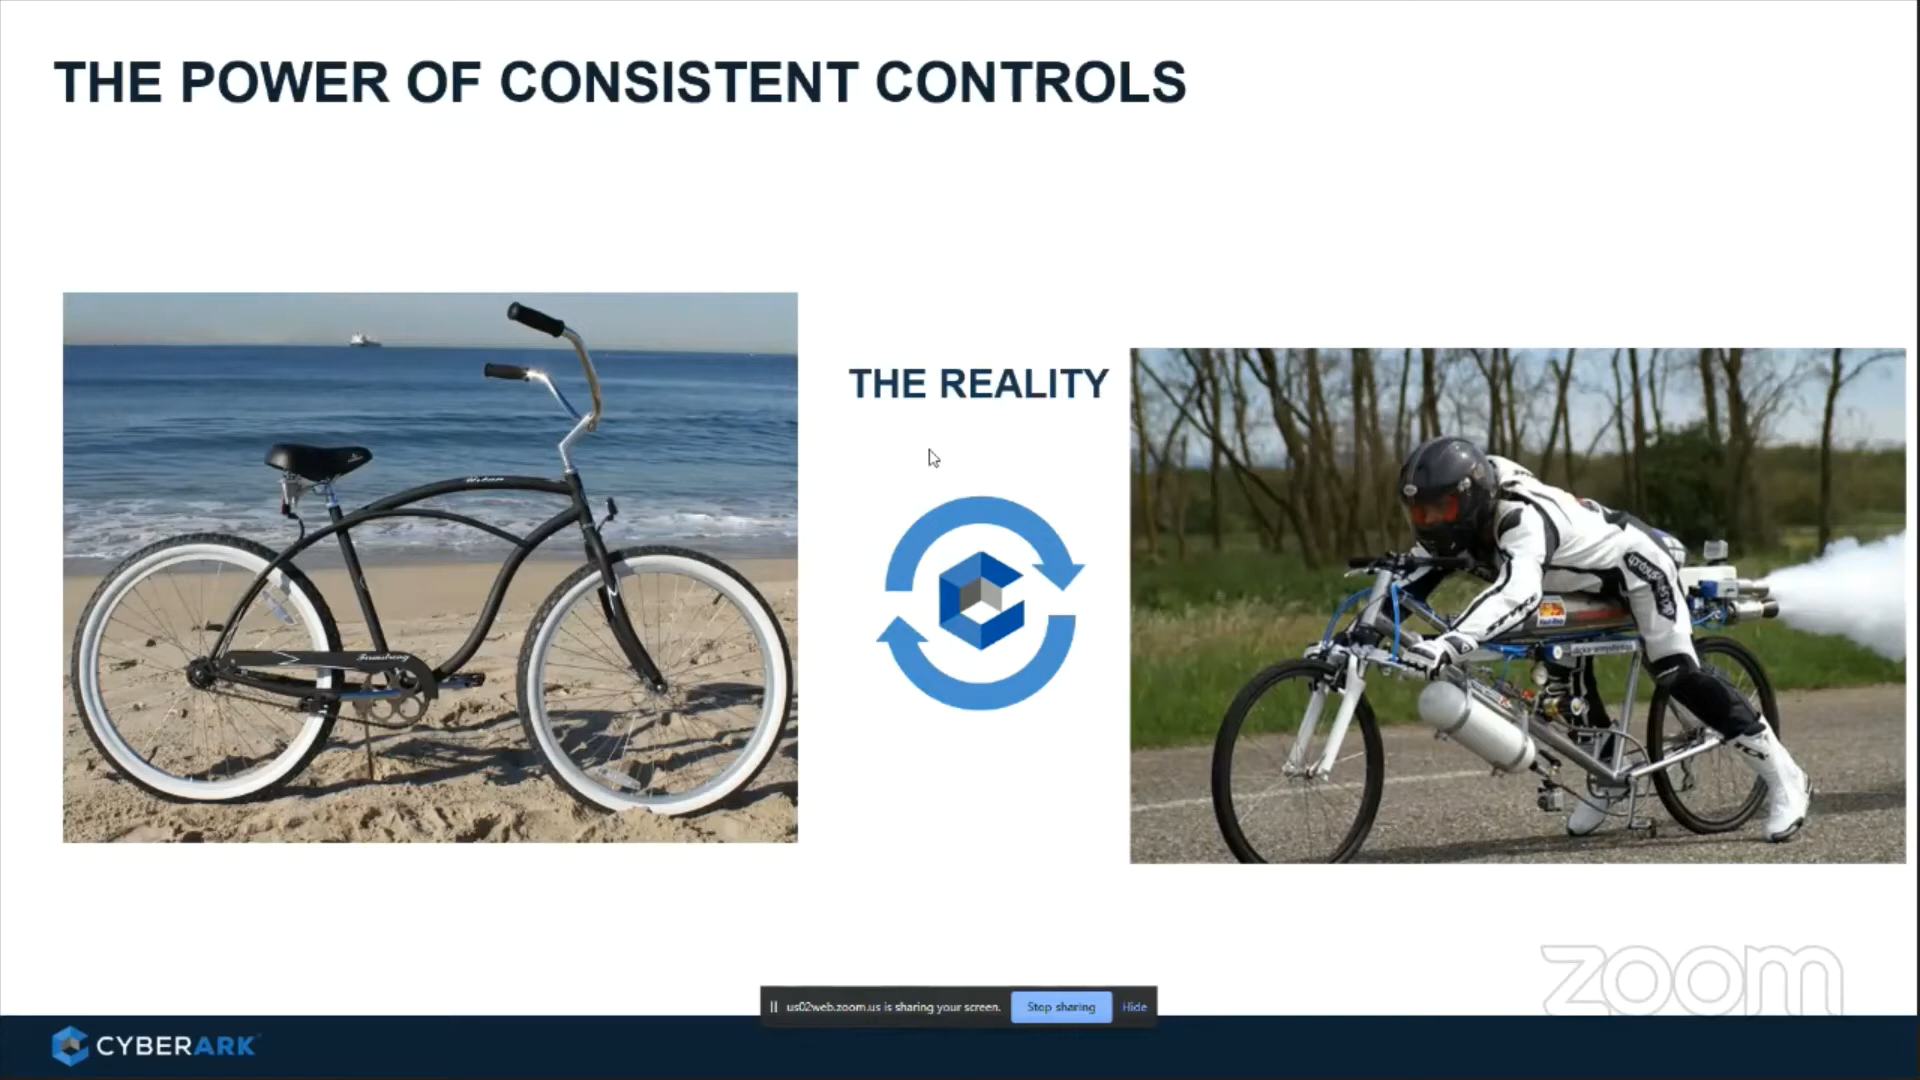 THE POWER OF CONSISTENT CONTROLS
THE REALITY
Armstrong
zoom
us02web.zoom.us is sharing your screen.
Stop sharing
Hide
CYBERARK